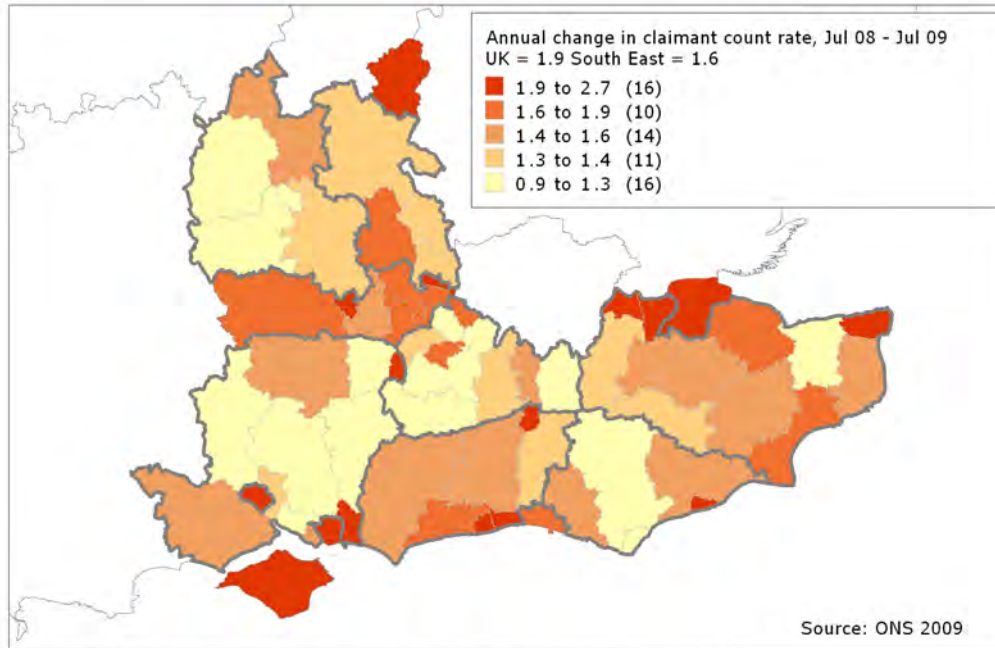 Annual change in claimant count rate, Jul 08 - Jul 09
UK = 1.9 South East = 1.6
1.9 to 2.7 (16)
1.6 to 1.9 (10)
1.4 to 1.6 (14)
1.3 to 1.4 (11)
0.9 to 1.3 (16)
Source: ONS 2009